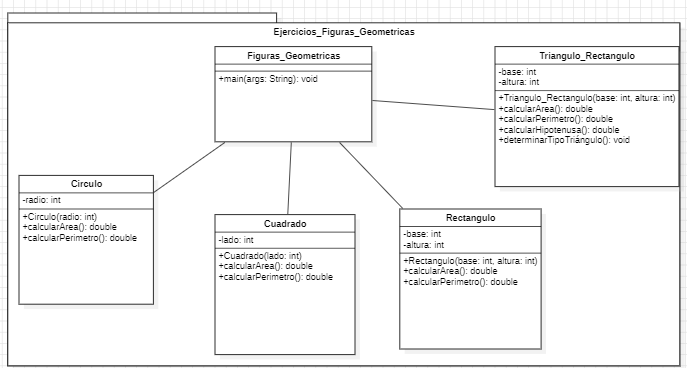 Ejercicios_Figuras_Geometricas
Figuras_Geometricas
+main(args: String): void
Triangulo_Rectangulo
-base: int
-altura: int
+Triangulo_Rectangulo(base: int, altura: int)
+calcularArea(): double
+calcularPerimetro(): double
+calcularHipotenusa(): double
+determinarTipoTriángulo(): void
Circulo
-radio: int
+Circulo(radio: int)
+calcularArea(): double
+calcularPerimetro(): double
Cuadrado
-lado: int
+Cuadrado(lado: int)
+calcularArea(): double
+calcularPerimetro(): double
Rectangulo
-base: int
-altura: int
+Rectangulo(base: int, altura: int)
+calcularArea(): double
+calcularPerimetro(): double